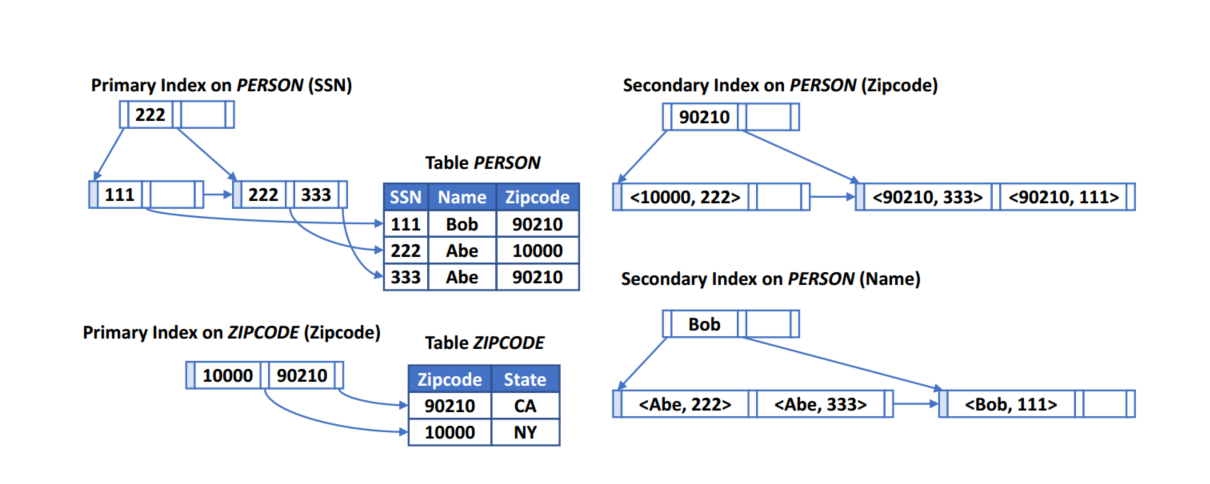 Primary Index on PERSON (SSN)
222
111
222 333
Table PERSON
SSN Name Zipcode
111 Bob 90210
222 Abe 10000
333 Abe 90210
Primary Index on ZIPCODE (Zipcode)
10000 90210
Table ZIPCODE
Zipcode State
90210 CA
10000 NY
Secondary Index on PERSON (Zipcode)
90210
<10000, 222>
<90210, 333> <90210, 111>
Secondary Index on PERSON (Name)
Bob
<Abe, 222> <Abe, 333>
<Bob, 111>